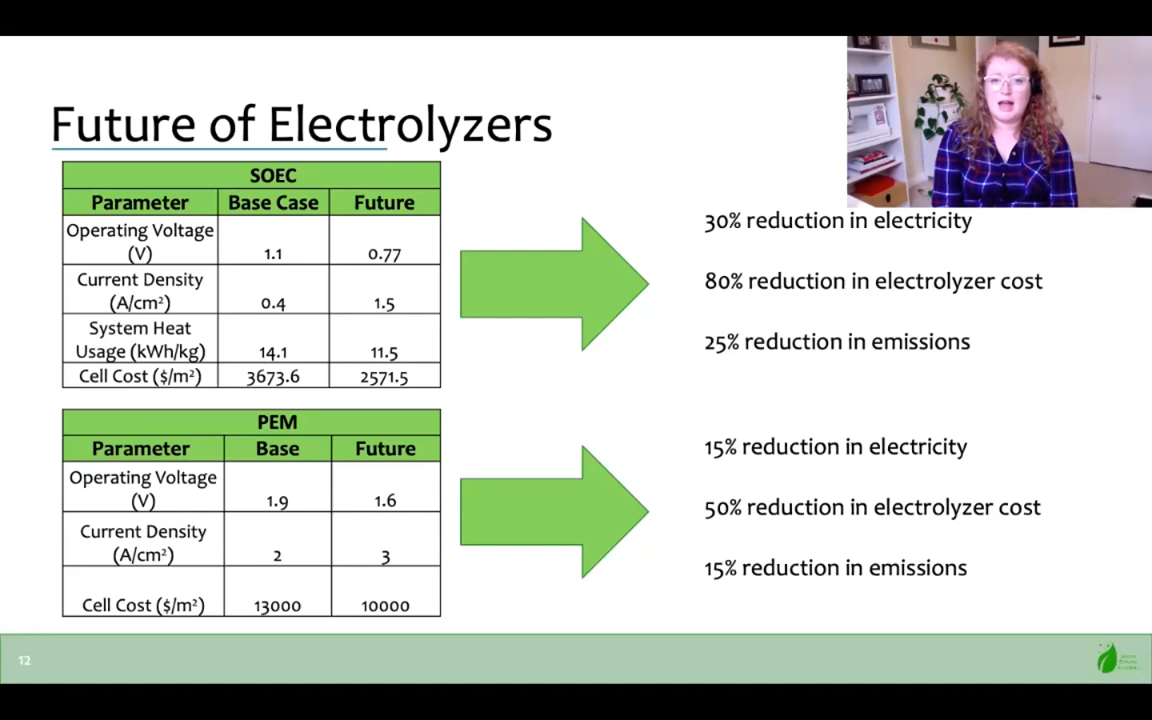 Future of Electrolyzers
SOEC
Parameter Base Case Future
Operating Voltage
(V) 1.1 0.77
Current Density
(A/cm²) 0.4 1.5
System Heat
Usage (kWh/kg) 14.1 11.5
Cell Cost ($/m²) 3673.6 2571.5
30% reduction in electricity
80% reduction in electrolyzer cost
25% reduction in emissions
PEM
Parameter Base Future
Operating Voltage
(V) 1.9 1.6
Current Density
(A/cm²) 2 3
Cell Cost ($/m²) 13000 10000
15% reduction in electricity
50% reduction in electrolyzer cost
15% reduction in emissions
12